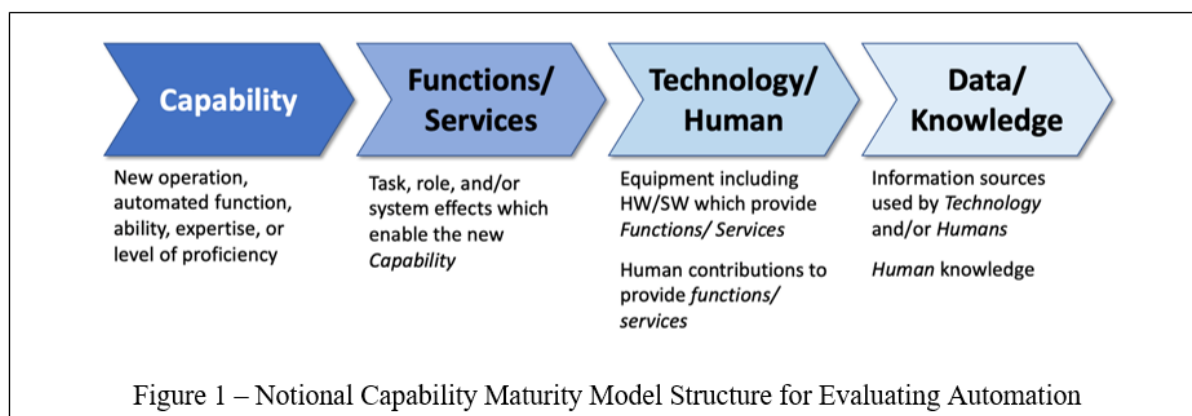 Capability
New operation,
automated function,
ability, expertise, or
level of proficiency
Functions/
Services
Task, role, and/or
system effects which
enable the new
Capability
Technology/
Human
Equipment including
HW/SW which provide
Functions/ Services
Human contributions to
provide functions/
services
Data/
Knowledge
Information sources
used by Technology
and/or Humans
Human knowledge
Figure 1 – Notional Capability Maturity Model Structure for Evaluating Automation